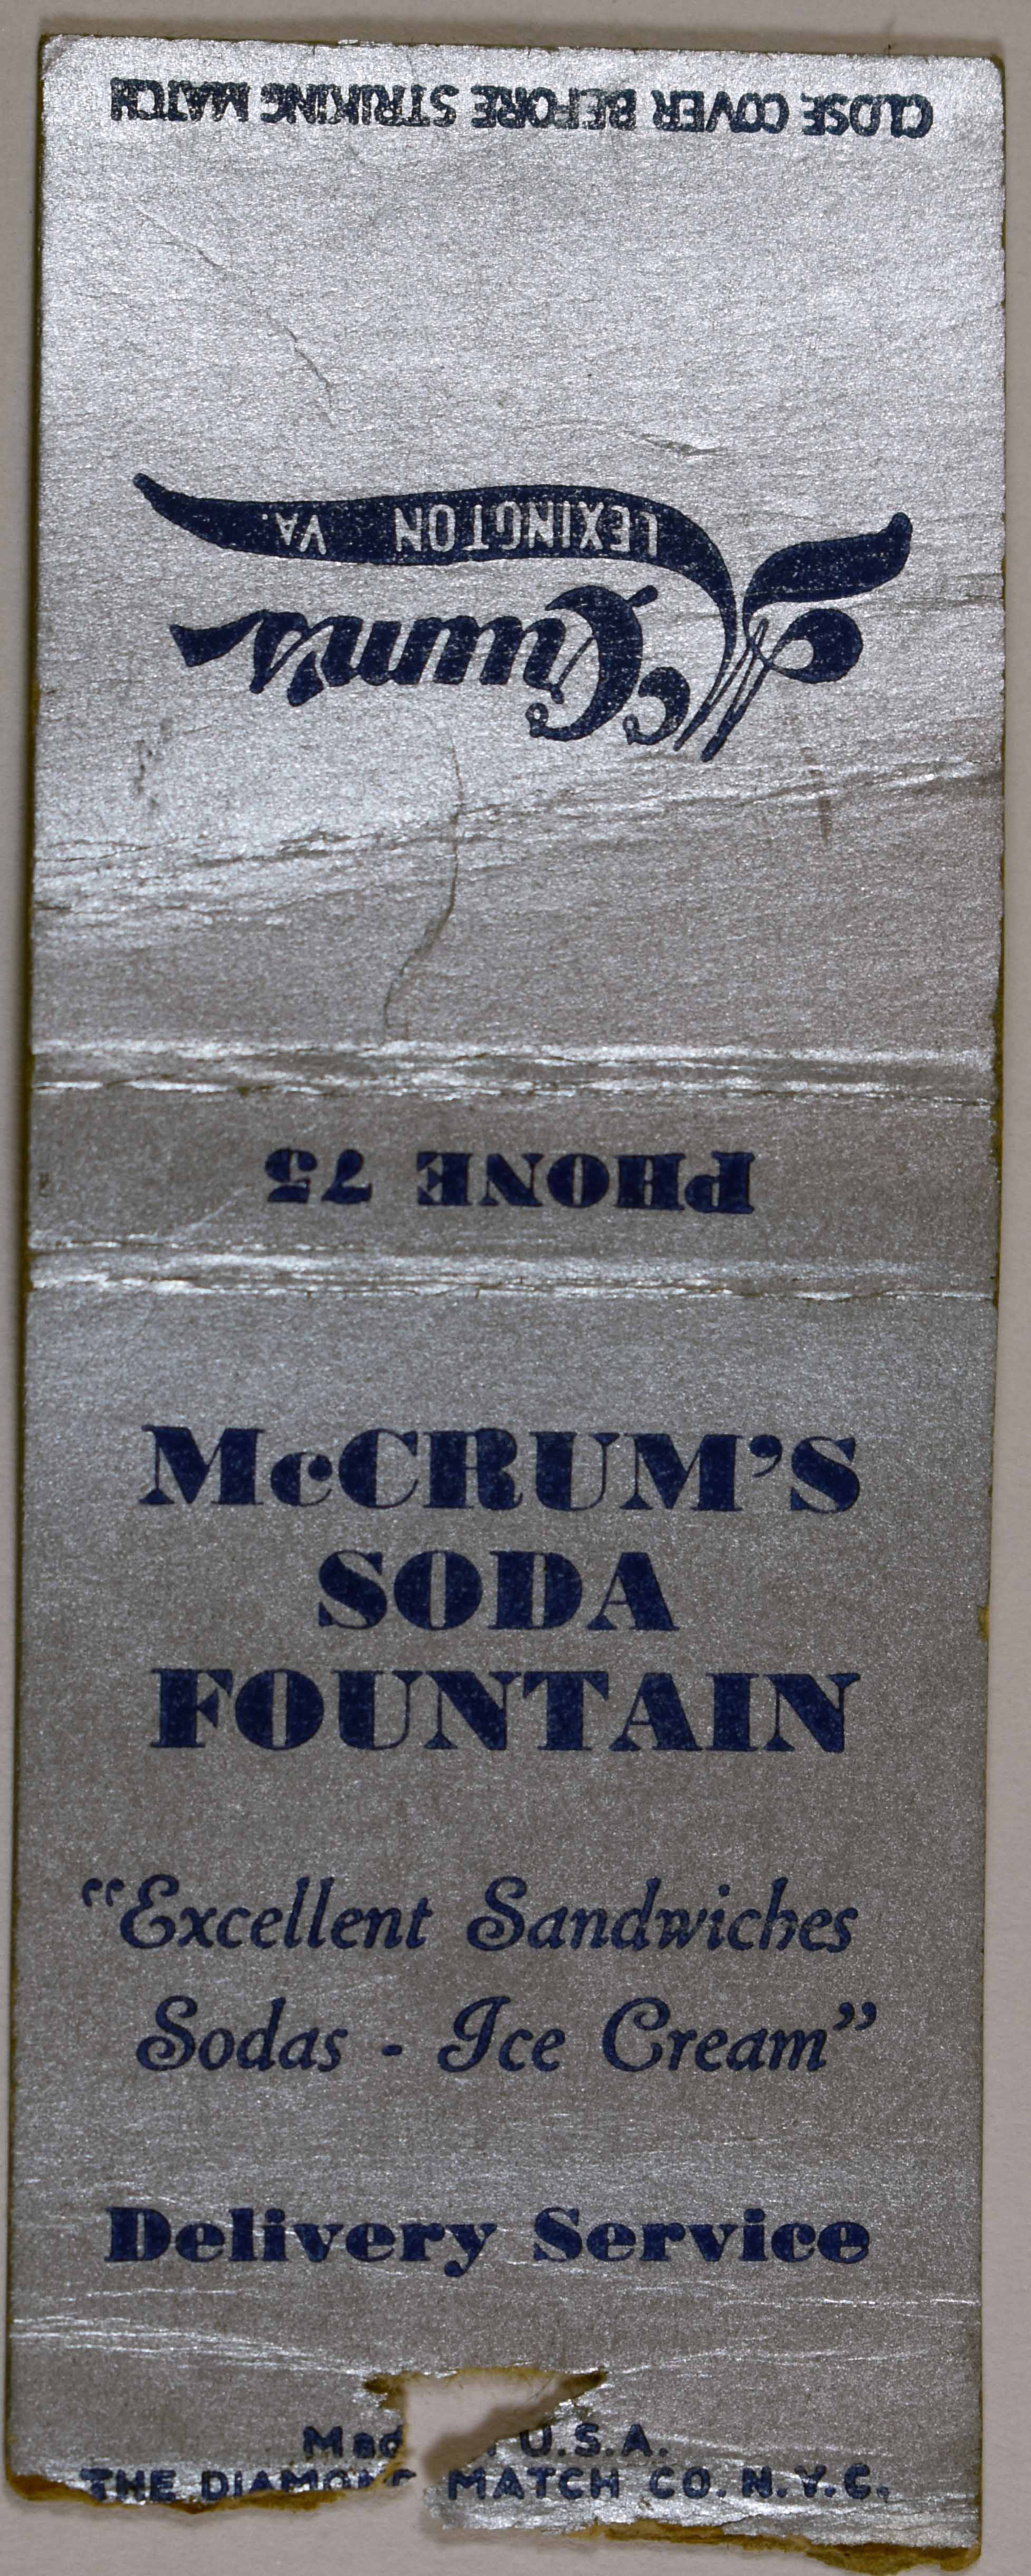 CLOSE COVER BEFORE STRIKING MATCH
McCrum's
LEXINGTON VA.
PHONE 75
McCRUM'S
SODA
FOUNTAIN
"Excellent Sandwiches
Sodas - Ice Cream"
Delivery Service
U.S.A.
THE DIAMOND MATCH CO. N.Y.C.